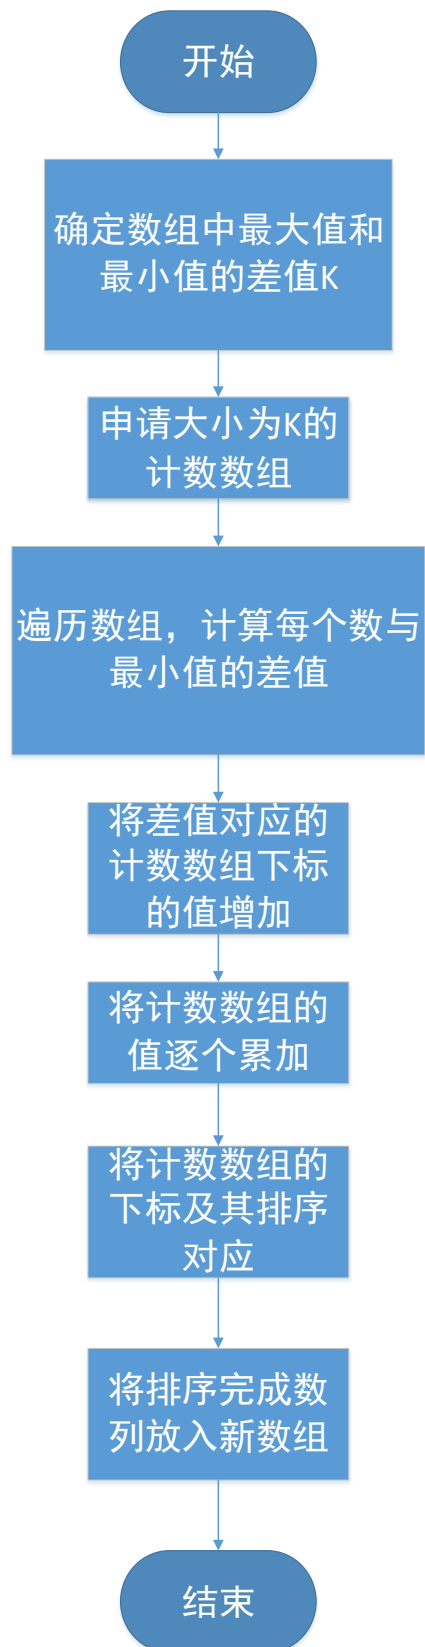 开始
确定数组中最大值和
最小值的差值K
申请大小为K的
计数数组
遍历数组，计算每个数与
最小值的差值
将差值对应的
计数数组下标
的值增加
将计数数组的
值逐个累加
将计数数组的
下标及其排序
对应
将排序完成数
列放入新数组
结束